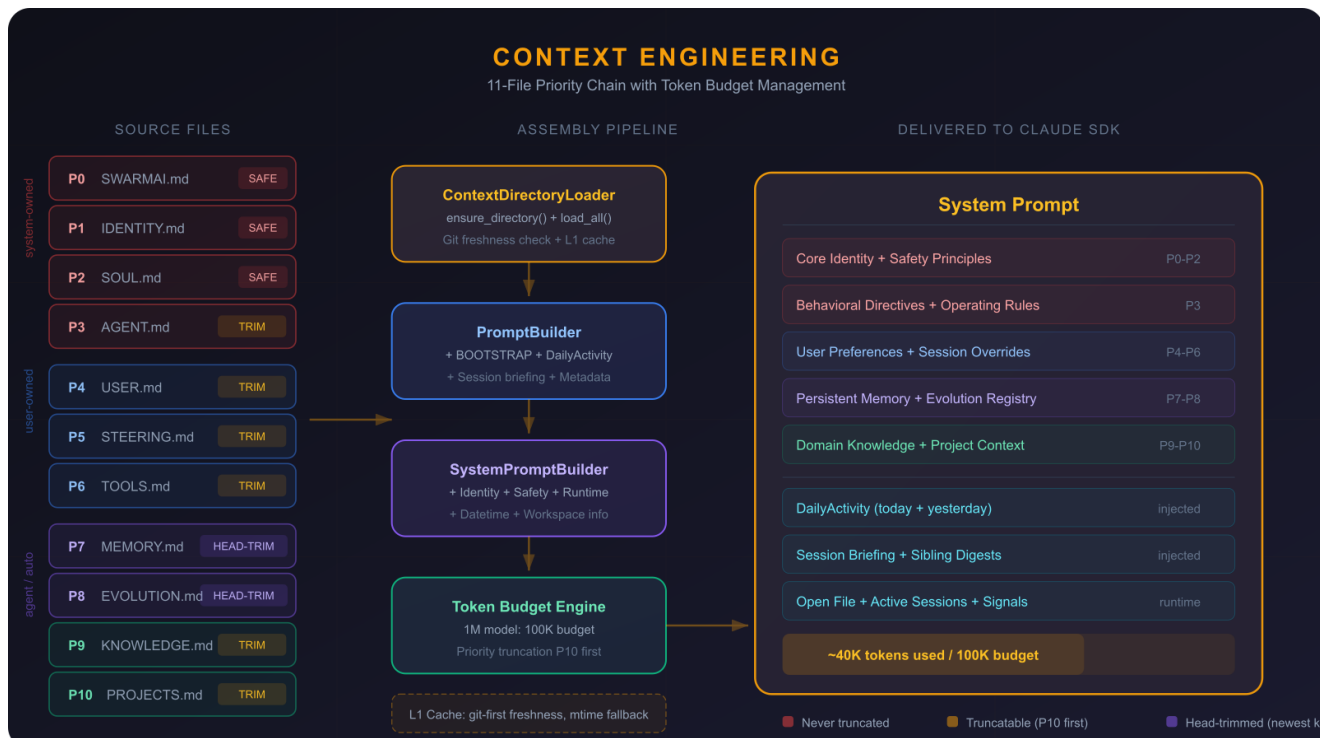 CONTEXT ENGINEERING
11-File Priority Chain with Token Budget Management
SOURCE FILES
system-owned
P0 SWARMAI.md SAFE
P1 IDENTITY.md SAFE
P2 SOUL.md SAFE
P3 AGENT.md TRIM
user-owned
P4 USER.md TRIM
P5 STEERING.md TRIM
P6 TOOLS.md TRIM
agent / auto
P7 MEMORY.md HEAD-TRIM
P8 EVOLUTION.md HEAD-TRIM
P9 KNOWLEDGE.md TRIM
P10 PROJECTS.md TRIM
ASSEMBLY PIPELINE
ContextDirectoryLoader
ensure_directory() + load_all()
Git freshness check + L1 cache
PromptBuilder
+ BOOTSTRAP + DailyActivity
+ Session briefing + Metadata
SystemPromptBuilder
+ Identity + Safety + Runtime
+ Datetime + Workspace info
Token Budget Engine
1M model: 100K budget
Priority truncation P10 first
L1 Cache: git-first freshness, mtime fallback
DELIVERED TO CLAUDE SDK
System Prompt
Core Identity + Safety Principles P0-P2
Behavioral Directives + Operating Rules P3
User Preferences + Session Overrides P4-P6
Persistent Memory + Evolution Registry P7-P8
Domain Knowledge + Project Context P9-P10
DailyActivity (today + yesterday) injected
Session Briefing + Sibling Digests injected
Open File + Active Sessions + Signals runtime
~40K tokens used / 100K budget
Never truncated
Truncatable (P10 first)
Head-trimmed (newest k